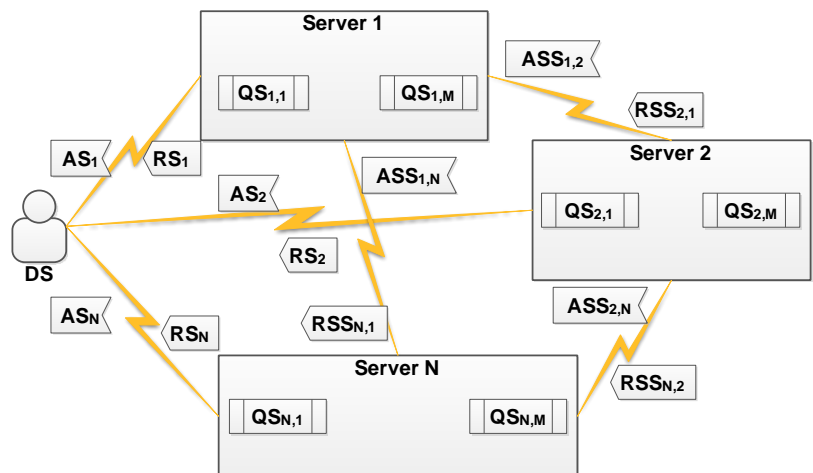 Server 1
ASS1,2
QS1,1
QS1,M
RSS2,1
AS1
RS1
Server 2
ASS1,N
AS2
QS2,1
QS2,M
RS2
DS
ASN
RSN
RSSN,1
ASS2,N
Server N
RSSN,2
QSN,1
QSN,M